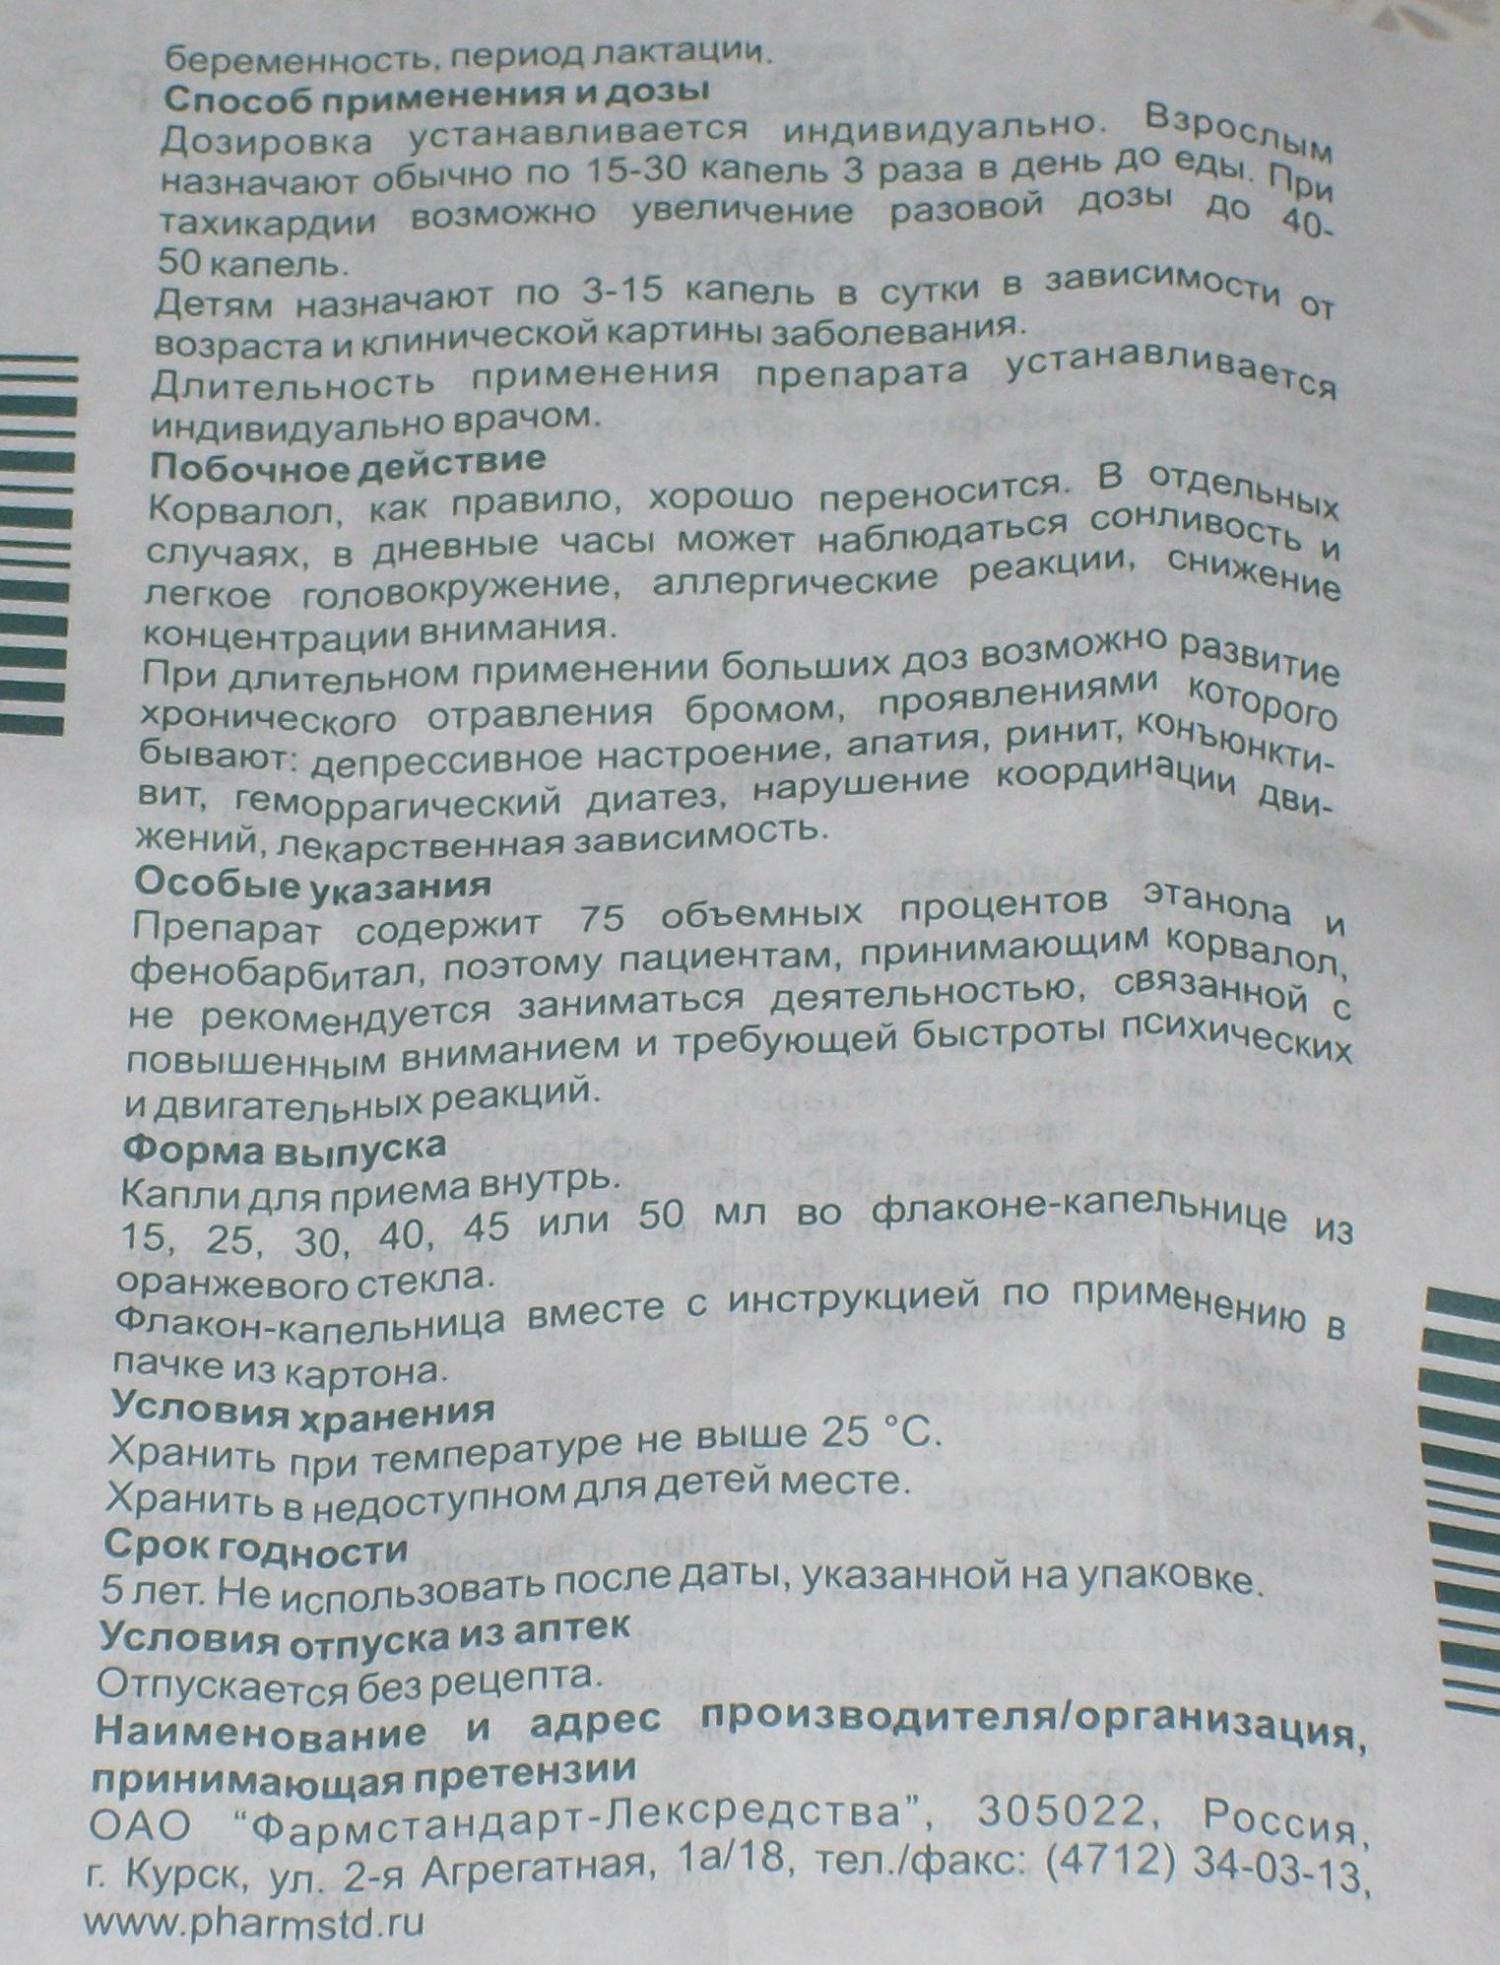 беременность, период лактации.
Способ применения и дозы
Дозировка устанавливается индивидуально. Взрослым
назначают обычно по 15-30 капель 3 раза в день до еды. При
тахикардии возможно увеличение разовой дозы до 40-
50 капель.
Детям назначают по 3-15 капель в сутки в зависимости от
возраста и клинической картины заболевания.
Длительность применения препарата устанавливается
индивидуально врачом.
Побочное действие
Корвалол, как правило, хорошо переносится. В отдельных
случаях, в дневные часы может наблюдаться сонливость и
легкое головокружение, аллергические реакции, снижение
концентрации внимания.
При длительном применении больших доз возможно развитие
хронического отравления бромом, проявлениями которого
бывают: депрессивное настроение, апатия, ринит, конъюнкти-
вит, геморрагический диатез, нарушение координации дви-
жений, лекарственная зависимость.
Особые указания
Препарат содержит 75 объемных процентов этанола и
фенобарбитал, поэтому пациентам, принимающим корвалол,
не рекомендуется заниматься деятельностью, связанной с
повышенным вниманием и требующей быстроты психических
и двигательных реакций.
Форма выпуска
Капли для приема внутрь.
15, 25, 30, 40, 45 или 50 мл во флаконе-капельнице из
оранжевого стекла.
Флакон-капельница вместе с инструкцией по применению в
пачке из картона.
Условия хранения
Хранить при температуре не выше 25 °С.
Хранить в недоступном для детей месте.
Срок годности
5 лет. Не использовать после даты, указанной на упаковке.
Условия отпуска из аптек
Отпускается без рецепта.
Наименование и адрес производителя/организация,
принимающая претензии
ОАО “Фармстандарт-Лексредства”, 305022, Россия,
г. Курск, ул. 2-я Агрегатная, 1а/18, тел./факс: (4712) 34-03-13,
www.pharmstd.ru